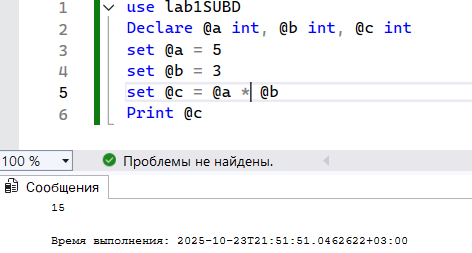 1 use lab1SUBD
2 Declare @a int, @b int, @c int
3 set @a = 5
4 set @b = 3
5 set @c = @a * @b
6 Print @c
100 % Проблемы не найдены.
Сообщения
15
Время выполнения: 2025-10-23T21:51:51.0462622+03:00